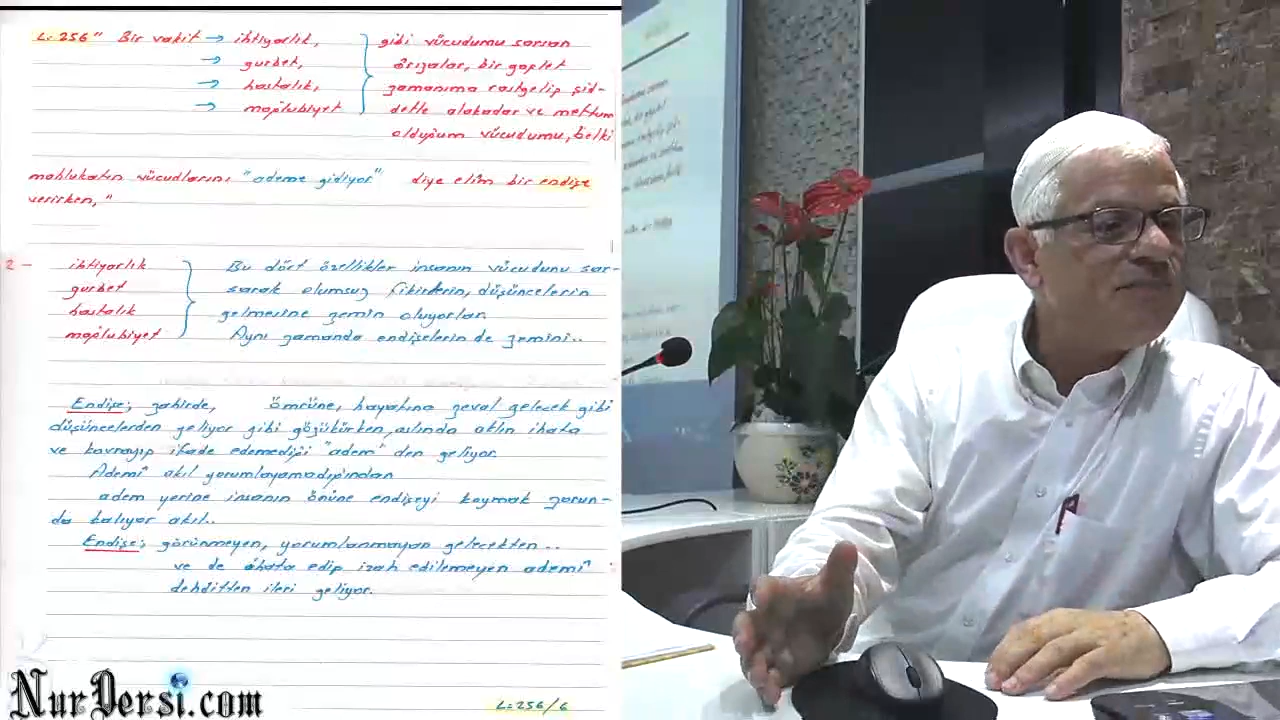 L: 256 " Bir vakit → ihtiyarlık, gibi vücudumu sarsan
→ gurbet, ârızalar, bir gaflet
→ hastalık, zamanıma rastgelip şid-
→ mağlubiyet detle alakadar ve meftun
olduğum vücudumu, belki
mahlukatın vücudlarını "ademe gidiyor" diye elîm bir endişe
verirken, "
2 - ihtiyarlık Bu dört özellikler insanın vücudunu sar-
gurbet sarak olumsuz fikirlerin, düşüncelerin
hastalık gelmesine zemin oluyorlar
mağlubiyet Aynı zamanda endişelerin de zemini..
Endişe; zahirde, ömrüne, hayatına zeval gelecek gibi
düşüncelerden geliyor gibi gözükürken, aslında aklın ihata
ve kavrayıp ifade edemediği "adem" den geliyor.
Ademi akıl yorumlayamadığından
adem yerine insanın önüne endişeyi koymak zorun-
da kalıyor akıl..
Endişe; görünmeyen, yorumlanmayan gelecekten..
ve de ihata edip izah edilemeyen ademî
dehditten ileri geliyor.
L: 256/6
NurDersi.com